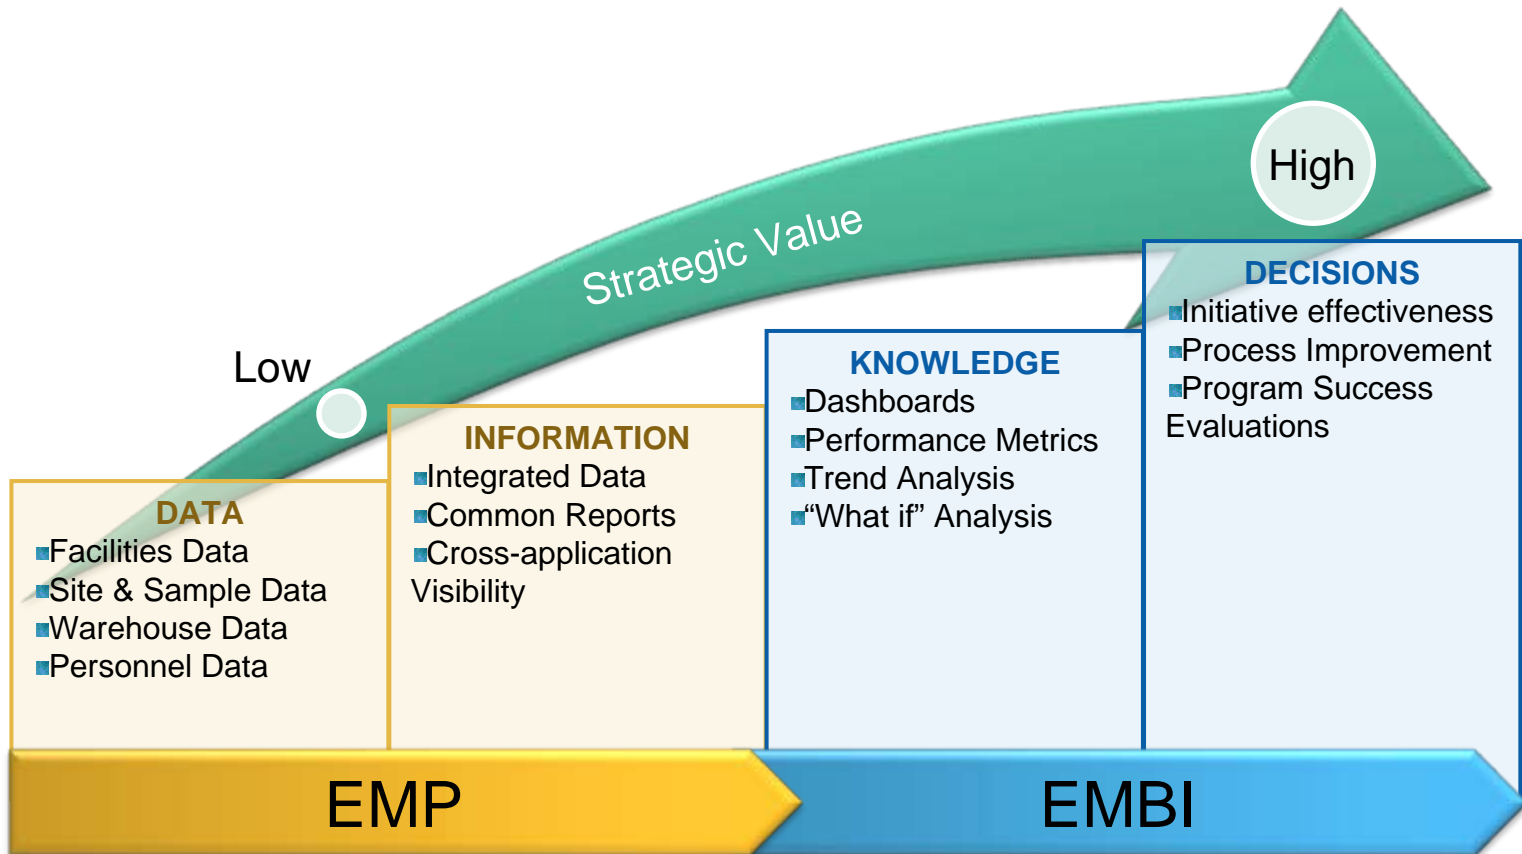 High
Strategic Value
Low
DATA
Facilities Data
Site & Sample Data
Warehouse Data
Personnel Data
INFORMATION
Integrated Data
Common Reports
Cross-application
Visibility
KNOWLEDGE
Dashboards
Performance Metrics
Trend Analysis
“What if” Analysis
DECISIONS
Initiative effectiveness
Process Improvement
Program Success
Evaluations
EMP
EMBI